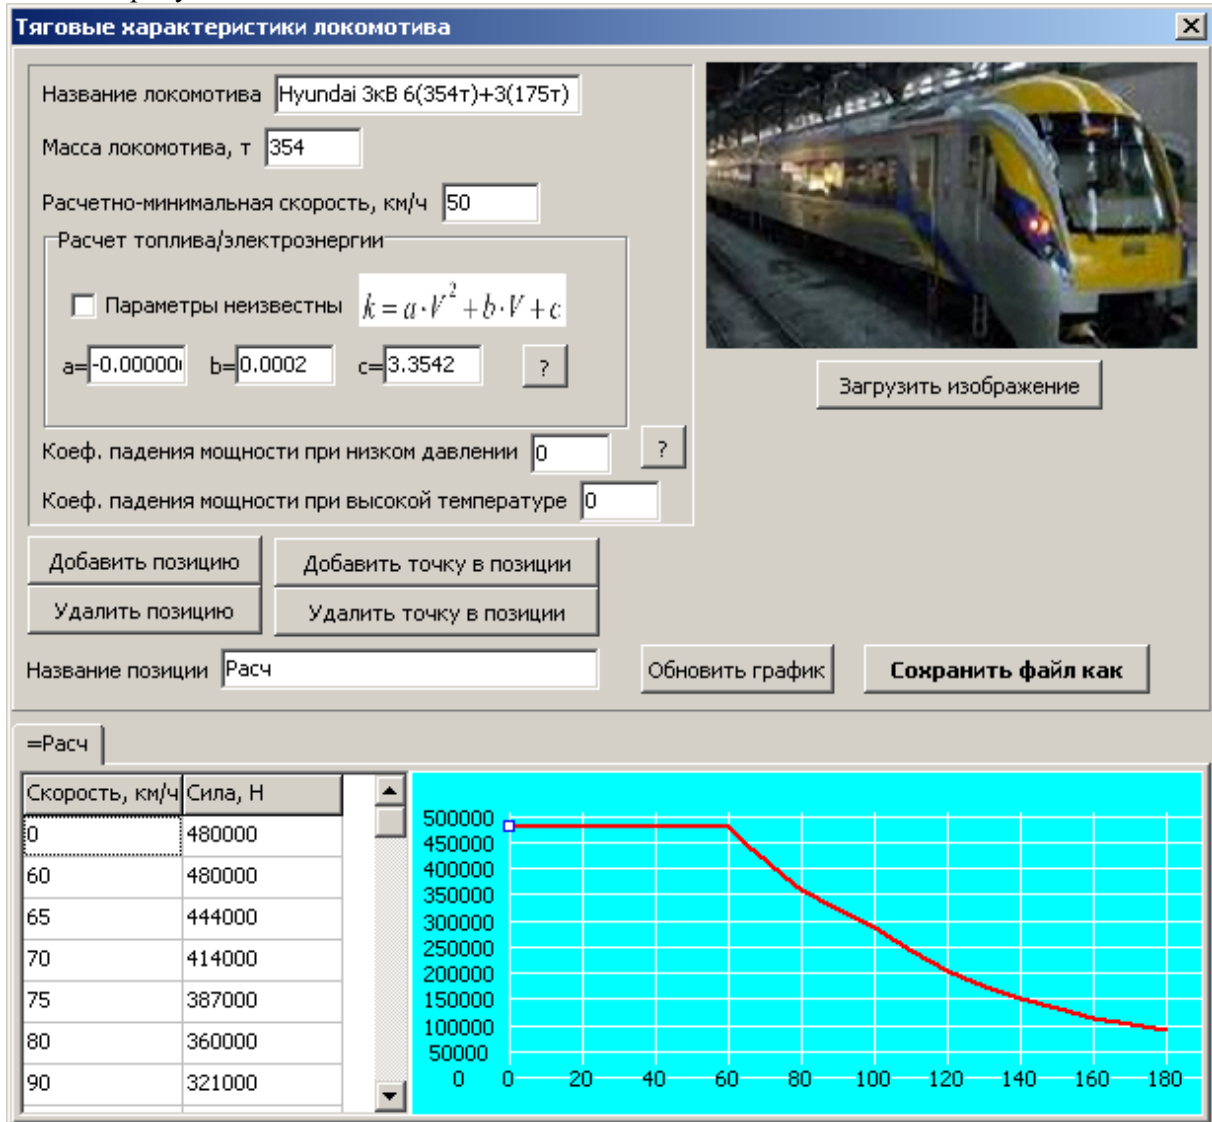 Тяговые характеристики локомотива
Название локомотива Hyundai 3кВ 6(354т)+3(175т)
Масса локомотива, т 354
Расчетно-минимальная скорость, км/ч 50
Расчет топлива/электроэнергии
Параметры неизвестны k = a·V² + b·V + c
a= -0.00000 b= 0.0002 c= 3.3542 ?
Загрузить изображение
Коеф. падения мощности при низком давлении 0 ?
Коеф. падения мощности при высокой температуре 0
Добавить позицию Добавить точку в позиции
Удалить позицию Удалить точку в позиции
Название позиции Расч Обновить график Сохранить файл как
=Расч
Скорость, км/ч Сила, Н
0 480000
60 480000
65 444000
70 414000
75 387000
80 360000
90 321000
500000
450000
400000
350000
300000
250000
200000
150000
100000
50000
0 0 20 40 60 80 100 120 140 160 180